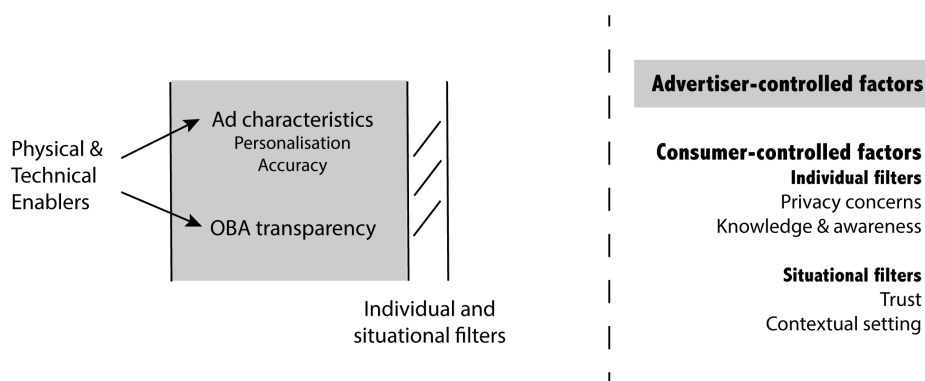 Physical &
Technical
Enablers
Ad characteristics
Personalisation
Accuracy
OBA transparency
Individual and
situational filters
Advertiser-controlled factors
Consumer-controlled factors
Individual filters
Privacy concerns
Knowledge & awareness
Situational filters
Trust
Contextual setting